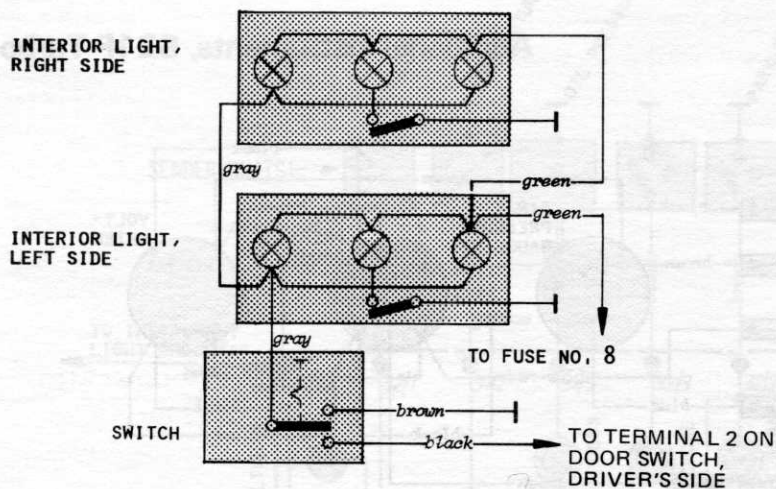 INTERIOR LIGHT,
RIGHT SIDE
gray
green
green
INTERIOR LIGHT,
LEFT SIDE
gray
TO FUSE NO. 8
brown
SWITCH
black
TO TERMINAL 2 ON
DOOR SWITCH,
DRIVER'S SIDE